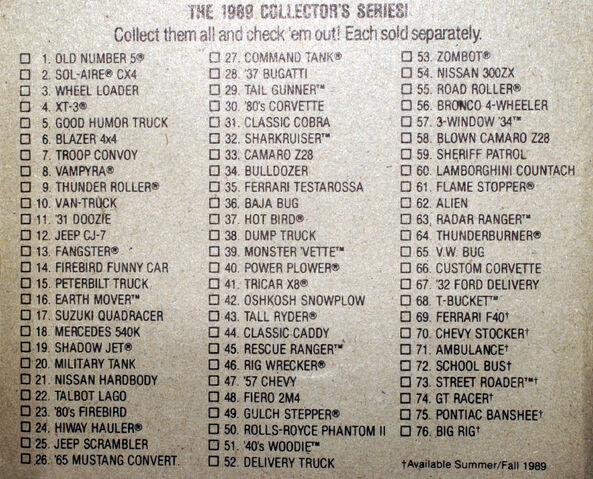 THE 1989 COLLECTOR'S SERIES!
Collect them all and check 'em out! Each sold separately.
1. OLD NUMBER 5®
2. SOL-AIRE® CX4
3. WHEEL LOADER
4. XT-3®
5. GOOD HUMOR TRUCK
6. BLAZER 4x4
7. TROOP CONVOY
8. VAMPYRA®
9. THUNDER ROLLER®
10. VAN-TRUCK
11. '31 DOOZIE
12. JEEP CJ-7
13. FANGSTER®
14. FIREBIRD FUNNY CAR
15. PETERBILT TRUCK
16. EARTH MOVER™
17. SUZUKI QUADRACER
18. MERCEDES 540K
19. SHADOW JET®
20. MILITARY TANK
21. NISSAN HARDBODY
22. TALBOT LAGO
23. '80's FIREBIRD
24. HIWAY HAULER®
25. JEEP SCRAMBLER
26. '65 MUSTANG CONVERT.
27. COMMAND TANK®
28. '37 BUGATTI
29. TAIL GUNNER™
30. '80's CORVETTE
31. CLASSIC COBRA
32. SHARKRUISER™
33. CAMARO Z28
34. BULLDOZER
35. FERRARI TESTAROSSA
36. BAJA BUG
37. HOT BIRD®
38. DUMP TRUCK
39. MONSTER 'VETTE™
40. POWER PLOWER®
41. TRICAR X8®
42. OSHKOSH SNOWPLOW
43. TALL RYDER®
44. CLASSIC CADDY
45. RESCUE RANGER™
46. RIG WRECKER®
47. '57 CHEVY
48. FIERO 2M4
49. GULCH STEPPER®
50. ROLLS-ROYCE PHANTOM II
51. '40's WOODIE™
52. DELIVERY TRUCK
53. ZOMBOT®
54. NISSAN 300ZX
55. ROAD ROLLER®
56. BRONCO 4-WHEELER
57. 3-WINDOW '34™
58. BLOWN CAMARO Z28
59. SHERIFF PATROL
60. LAMBORGHINI COUNTACH
61. FLAME STOPPER®
62. ALIEN
63. RADAR RANGER™
64. THUNDERBURNER®
65. V.W. BUG
66. CUSTOM CORVETTE
67. '32 FORD DELIVERY
68. T-BUCKET™
69. FERRARI F40†
70. CHEVY STOCKER†
71. AMBULANCE†
72. SCHOOL BUS†
73. STREET ROADER™†
74. GT RACER†
75. PONTIAC BANSHEE†
76. BIG RIG†
†Available Summer/Fall 1989